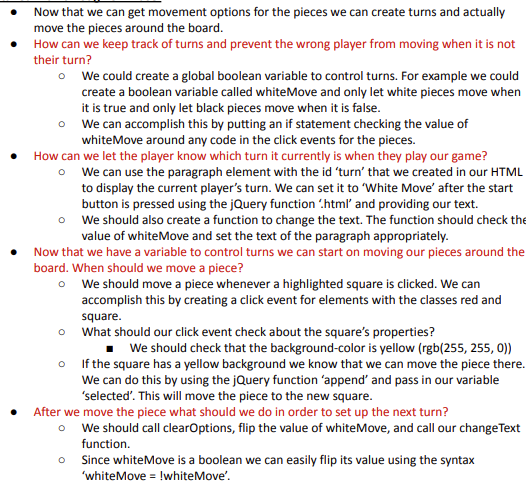 • Now that we can get movement options for the pieces we can create turns and actually
move the pieces around the board.
• How can we keep track of turns and prevent the wrong player from moving when it is not
their turn?
○ We could create a global boolean variable to control turns. For example we could
create a boolean variable called whiteMove and only let white pieces move when
it is true and only let black pieces move when it is false.
○ We can accomplish this by putting an if statement checking the value of
whiteMove around any code in the click events for the pieces.
• How can we let the player know which turn it currently is when they play our game?
○ We can use the paragraph element with the id ‘turn’ that we created in our HTML
to display the current player’s turn. We can set it to ‘White Move’ after the start
button is pressed using the jQuery function ‘.html’ and providing our text.
○ We should also create a function to change the text. The function should check the
value of whiteMove and set the text of the paragraph appropriately.
• Now that we have a variable to control turns we can start on moving our pieces around the
board. When should we move a piece?
○ We should move a piece whenever a highlighted square is clicked. We can
accomplish this by creating a click event for elements with the classes red and
square.
○ What should our click event check about the square’s properties?
■ We should check that the background-color is yellow (rgb(255, 255, 0))
○ If the square has a yellow background we know that we can move the piece there.
We can do this by using the jQuery function ‘append’ and pass in our variable
‘selected’. This will move the piece to the new square.
• After we move the piece what should we do in order to set up the next turn?
○ We should call clearOptions, flip the value of whiteMove, and call our changeText
function.
○ Since whiteMove is a boolean we can easily flip its value using the syntax
‘whiteMove = !whiteMove’.